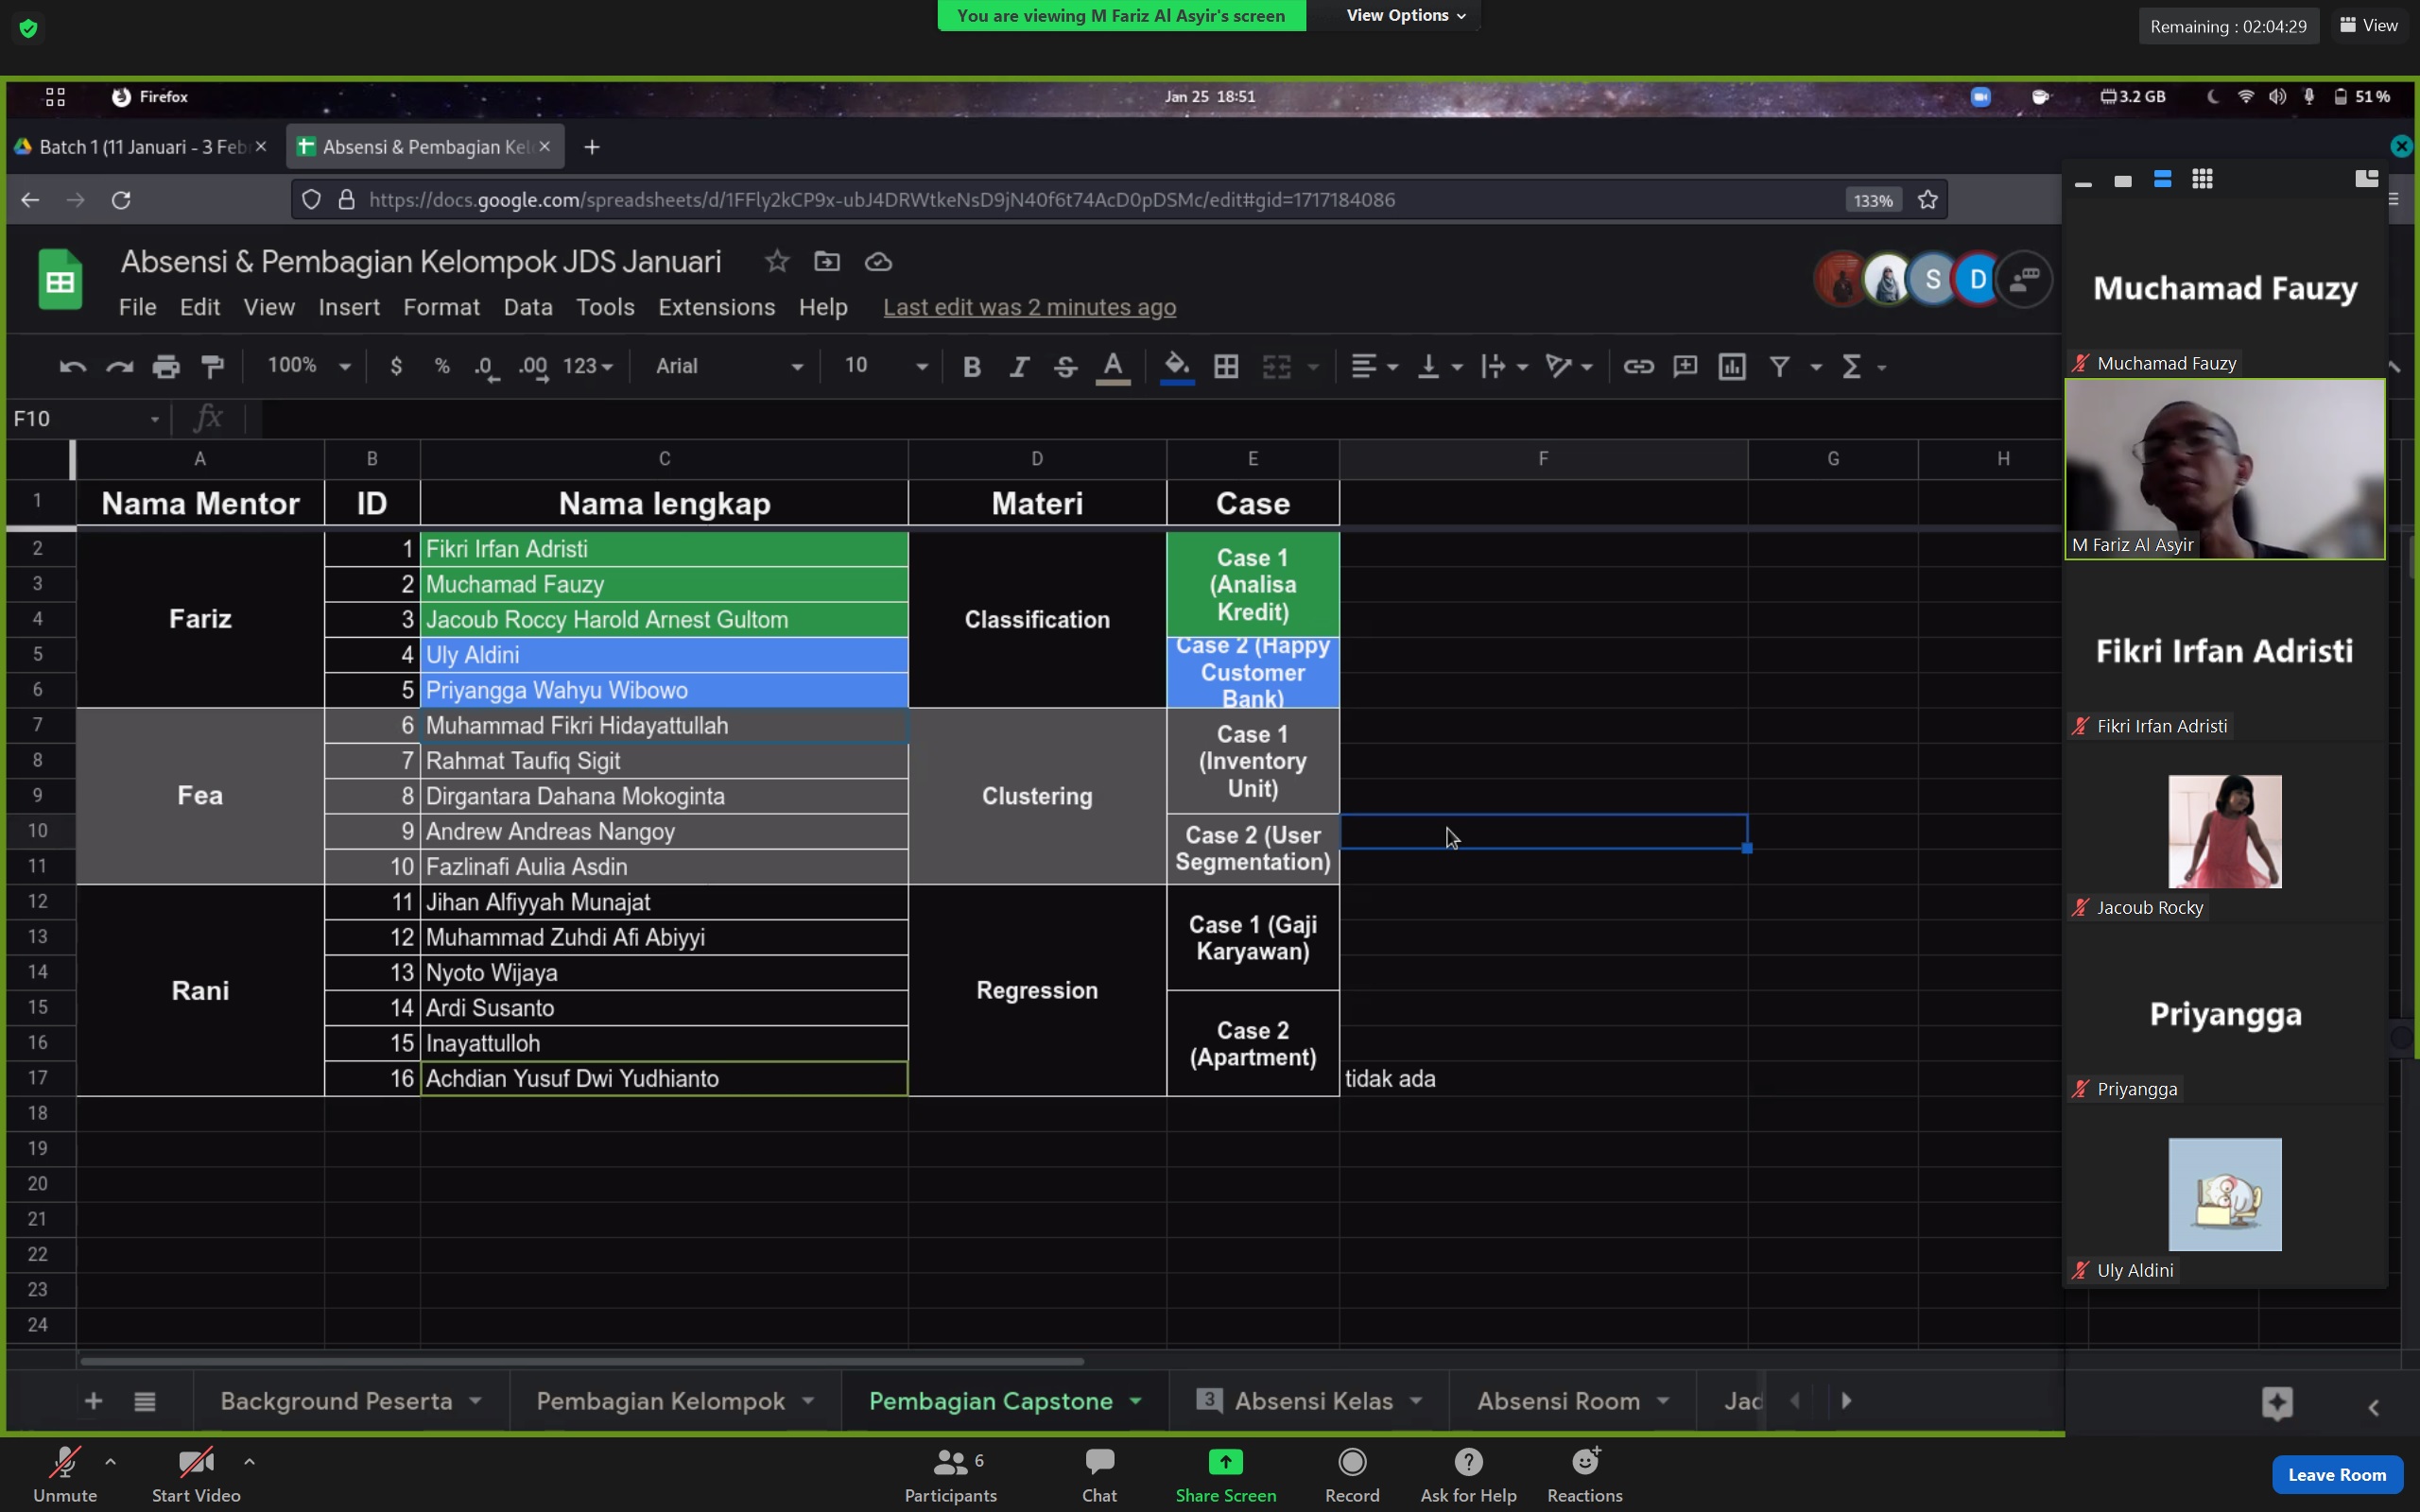 You are viewing M Fariz Al Asyir's screen
View Options
Remaining : 02:04:29
View
Firefox
Jan 25 18:51
3.2 GB
51 %
Batch 1 (11 Januari - 3 Feb
Absensi & Pembagian Kel
https://docs.google.com/spreadsheets/d/1FFly2kCP9x-ubJ4DRWtkeNsD9jN40f6t74AcD0pDSMc/edit#gid=1717184086
133%
Absensi & Pembagian Kelompok JDS Januari
S
D
File Edit View Insert Format Data Tools Extensions Help Last edit was 2 minutes ago
100% $ % .0 .00 123 Arial 10 B I S A Σ
F10 fx
A B C D E F G H
1 Nama Mentor ID Nama lengkap Materi Case
2 1 Fikri Irfan Adristi
3 2 Muchamad Fauzy
4 3 Jacoub Roccy Harold Arnest Gultom
5 4 Uly Aldini
6 5 Priyangga Wahyu Wibowo
Fariz
Classification
Case 1
(Analisa
Kredit)
Case 2 (Happy
Customer
Bank)
7 6 Muhammad Fikri Hidayattullah
8 7 Rahmat Taufiq Sigit
9 8 Dirgantara Dahana Mokoginta
10 9 Andrew Andreas Nangoy
11 10 Fazlinafi Aulia Asdin
Fea
Clustering
Case 1
(Inventory
Unit)
Case 2 (User
Segmentation)
12 11 Jihan Alfiyyah Munajat
13 12 Muhammad Zuhdi Afi Abiyyi
14 13 Nyoto Wijaya
15 14 Ardi Susanto
16 15 Inayattulloh
17 16 Achdian Yusuf Dwi Yudhianto
Rani
Regression
Case 1 (Gaji
Karyawan)
Case 2
(Apartment)
tidak ada
18
19
20
21
22
23
24
Background Peserta
Pembagian Kelompok
Pembagian Capstone
3 Absensi Kelas
Absensi Room
Jad
Muchamad Fauzy
Muchamad Fauzy
M Fariz Al Asyir
Fikri Irfan Adristi
Fikri Irfan Adristi
Jacoub Rocky
Priyangga
Priyangga
Uly Aldini
Unmute
Start Video
6
Participants
Chat
Share Screen
Record
Ask for Help
Reactions
Leave Room